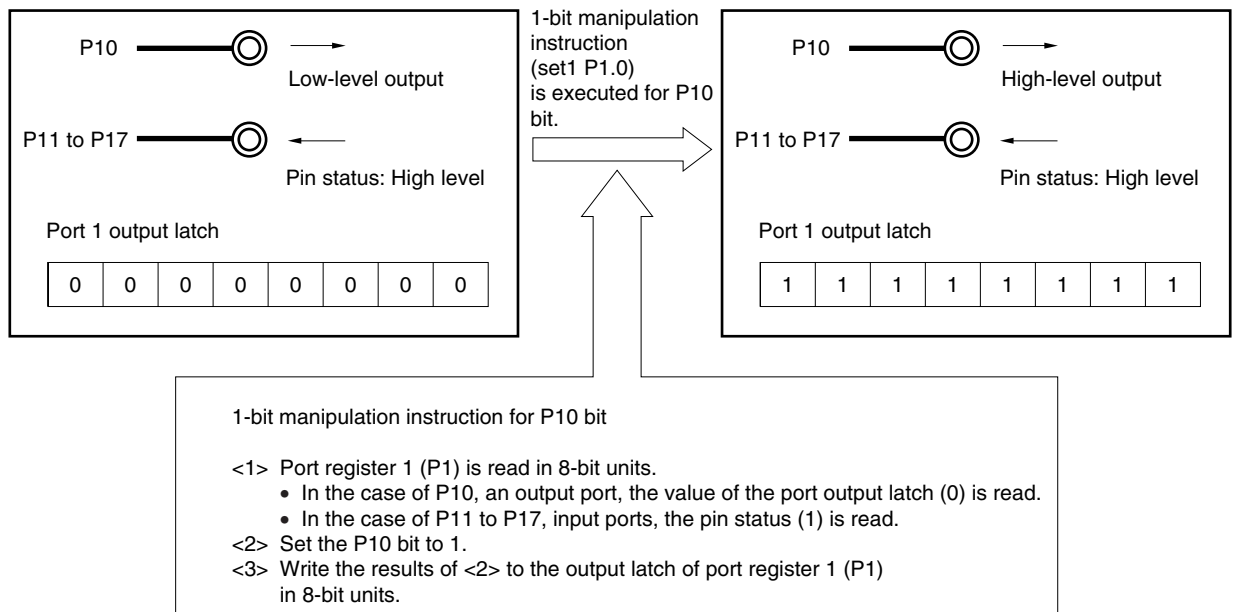 P10
Low-level output
P11 to P17
Pin status: High level
Port 1 output latch
0 0 0 0 0 0 0 0
1-bit manipulation
instruction
(set1 P1.0)
is executed for P10
bit.
P10
High-level output
P11 to P17
Pin status: High level
Port 1 output latch
1 1 1 1 1 1 1 1
1-bit manipulation instruction for P10 bit
<1> Port register 1 (P1) is read in 8-bit units.
• In the case of P10, an output port, the value of the port output latch (0) is read.
• In the case of P11 to P17, input ports, the pin status (1) is read.
<2> Set the P10 bit to 1.
<3> Write the results of <2> to the output latch of port register 1 (P1)
in 8-bit units.